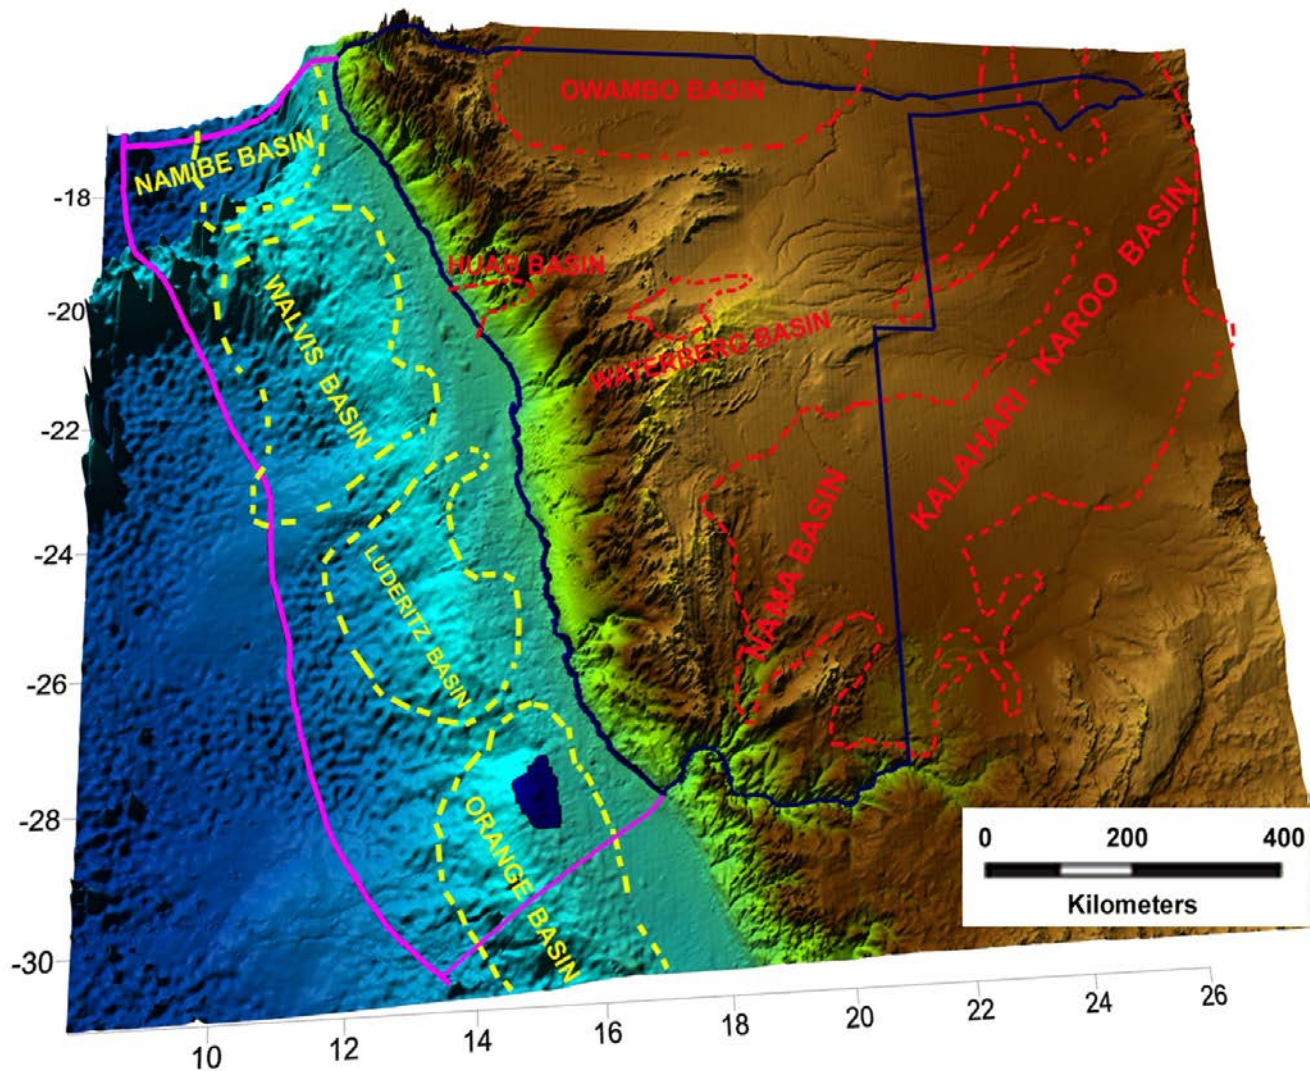 OWAMBO BASIN
NAMIBE BASIN
-18
HUAB BASIN
WALVIS BASIN
-20
WATERBERG BASIN
KALAHARI - KAROO BASIN
-22
NAMA BASIN
-24
LUDERITZ BASIN
-26
-28
ORANGE BASIN
0 200 400
Kilometers
-30
10 12 14 16 18 20 22 24 26